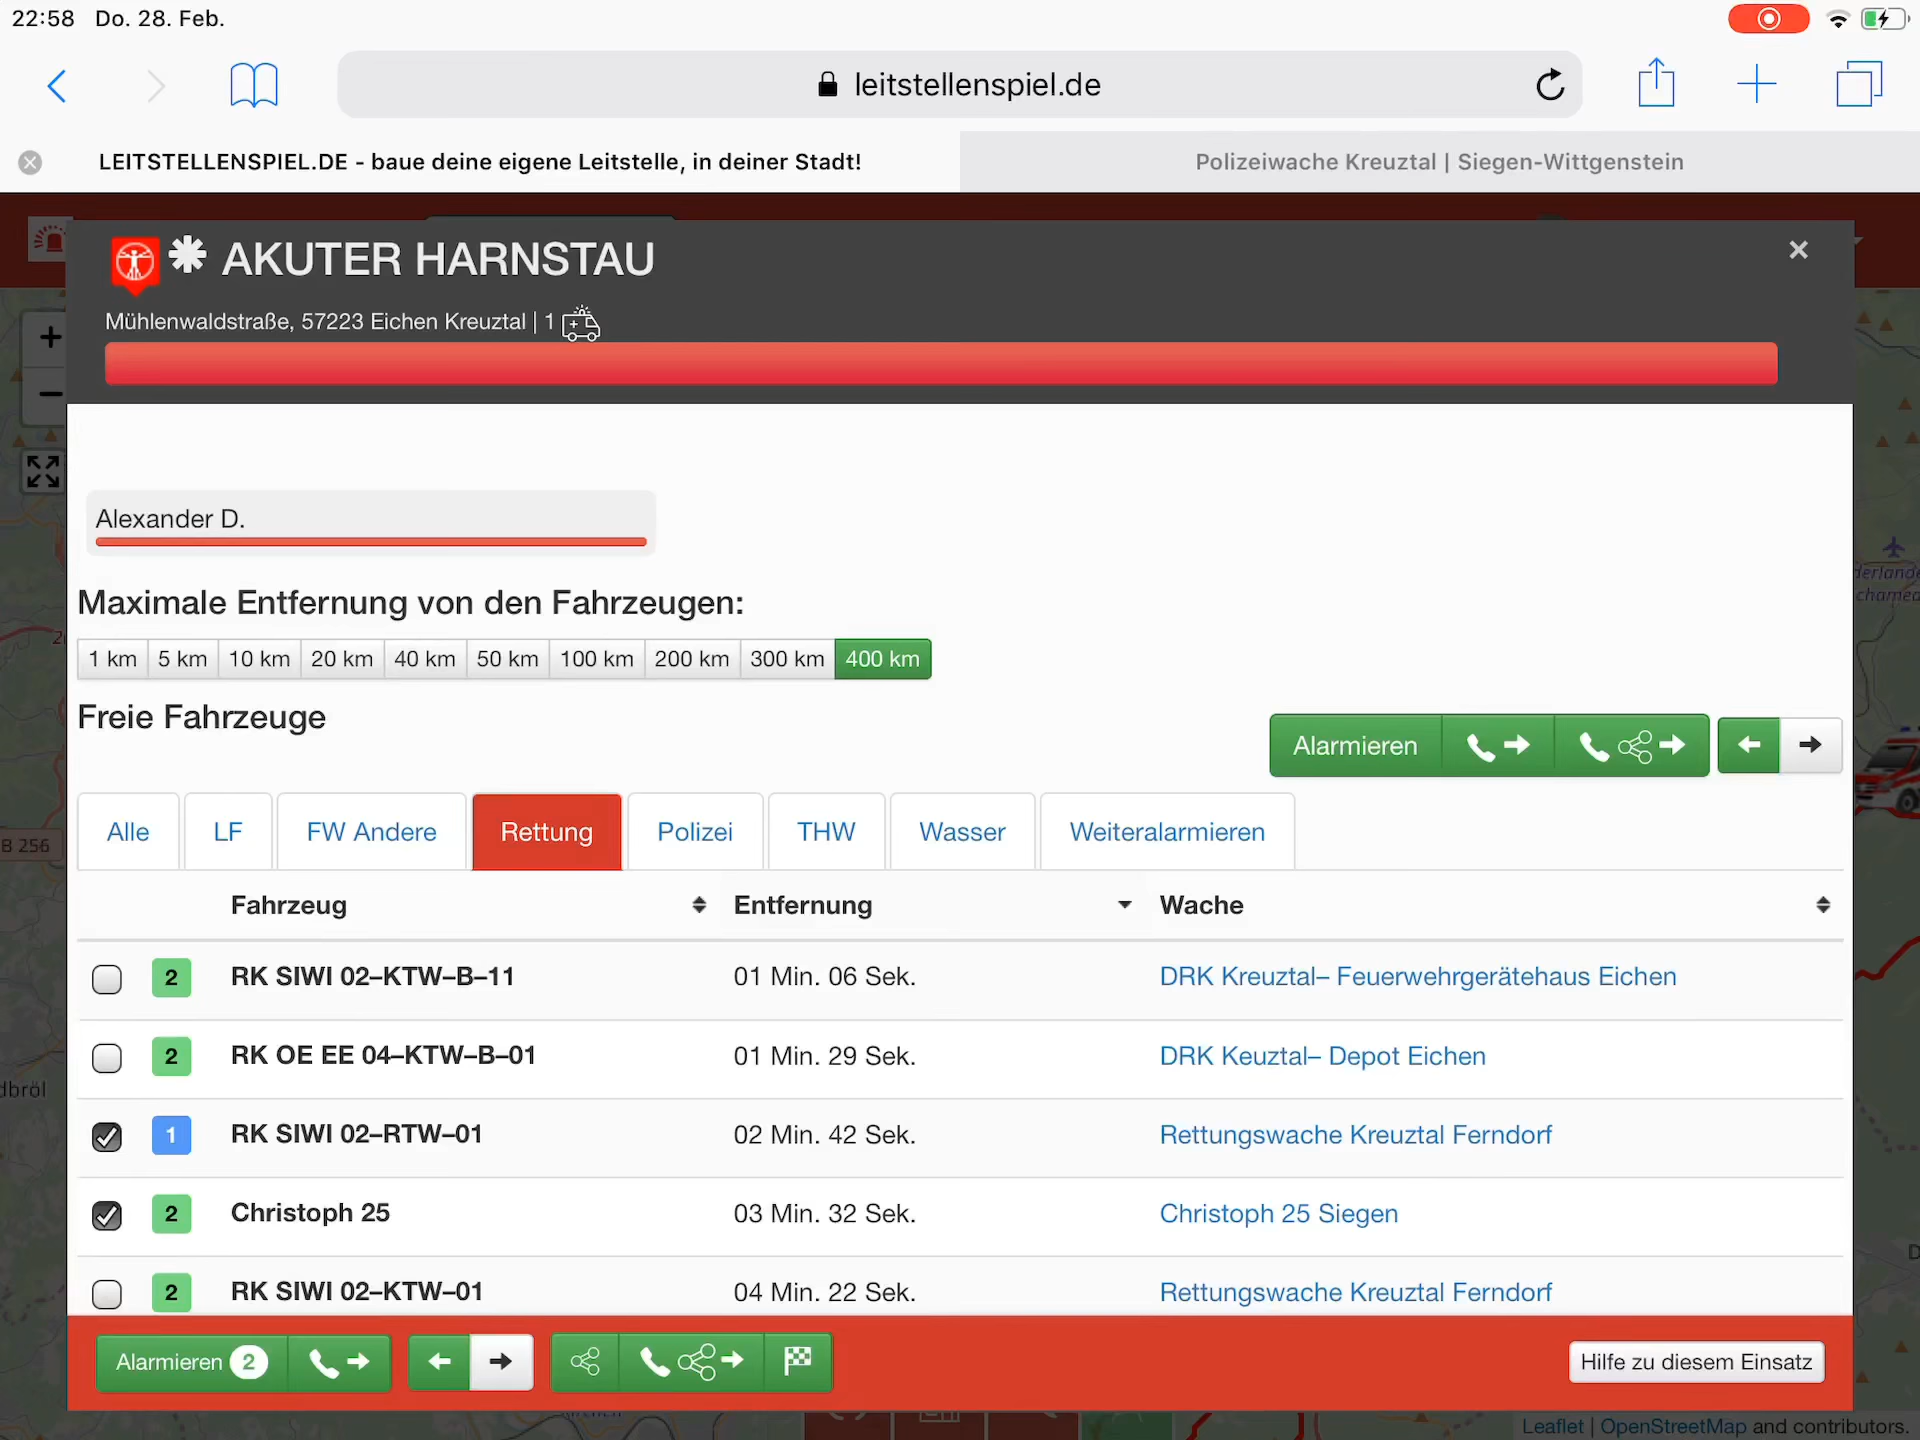 22:58 Do. 28. Feb.
leitstellenspiel.de
LEITSTELLENSPIEL.DE - baue deine eigene Leitstelle, in deiner Stadt!
Polizeiwache Kreuztal | Siegen-Wittgenstein
AKUTER HARNSTAU
Mühlenwaldstraße, 57223 Eichen Kreuztal | 1
+
−
Alexander D.
Maximale Entfernung von den Fahrzeugen:
1 km 5 km 10 km 20 km 40 km 50 km 100 km 200 km 300 km 400 km
Freie Fahrzeuge
Alarmieren
Alle LF FW Andere Rettung Polizei THW Wasser Weiteralarmieren
B 256
Fahrzeug Entfernung Wache
2 RK SIWI 02–KTW–B–11 01 Min. 06 Sek. DRK Kreuztal– Feuerwehrgerätehaus Eichen
2 RK OE EE 04–KTW–B–01 01 Min. 29 Sek. DRK Keuztal– Depot Eichen
dbröl
1 RK SIWI 02–RTW–01 02 Min. 42 Sek. Rettungswache Kreuztal Ferndorf
2 Christoph 25 03 Min. 32 Sek. Christoph 25 Siegen
2 RK SIWI 02–KTW–01 04 Min. 22 Sek. Rettungswache Kreuztal Ferndorf
Alarmieren 2
Hilfe zu diesem Einsatz
Leaflet | OpenStreetMap and contributors.